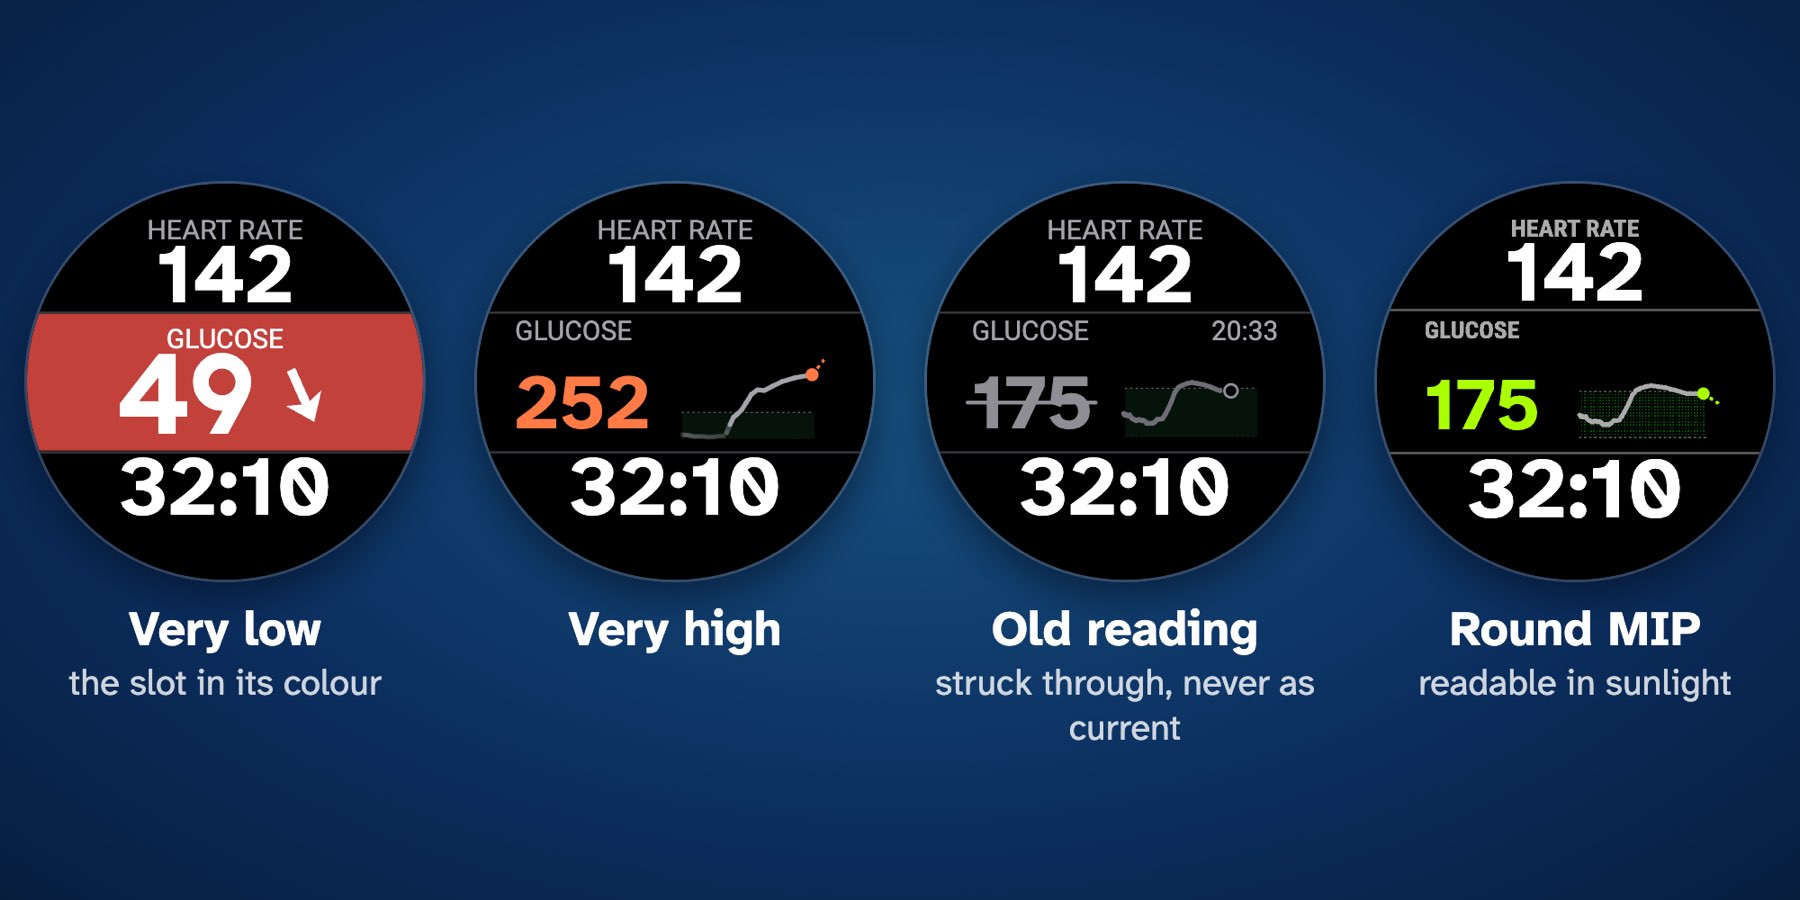 HEART RATE
142
GLUCOSE
49
32:10
Very low
the slot in its colour
HEART RATE
142
GLUCOSE
252
32:10
Very high
HEART RATE
142
GLUCOSE 20:33
175
32:10
Old reading
struck through, never as
current
HEART RATE
142
GLUCOSE
175
32:10
Round MIP
readable in sunlight